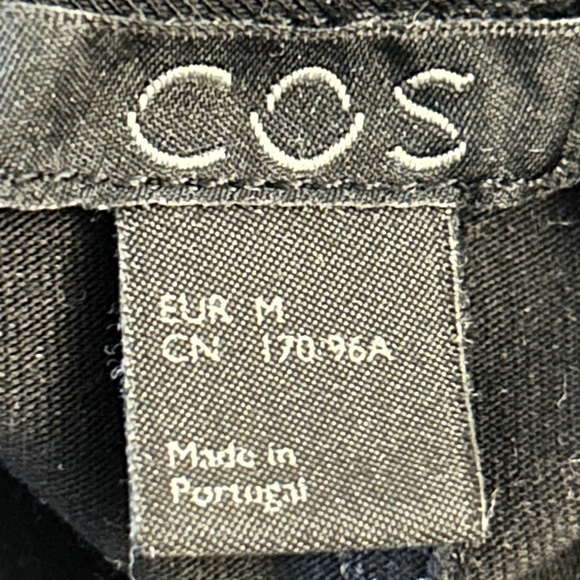 COS
EUR M
CN 170/96A
Made in
Portugal